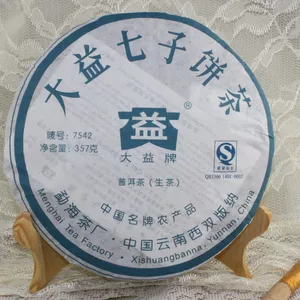 大益七子饼茶
唛号：7542
净含量：357克
益
®
大益牌
普洱茶（生茶）
中国名牌农产品
勐海茶厂·中国云南西双版纳
Menghai Tea Factory · Xishuangbanna, Yunnan, China